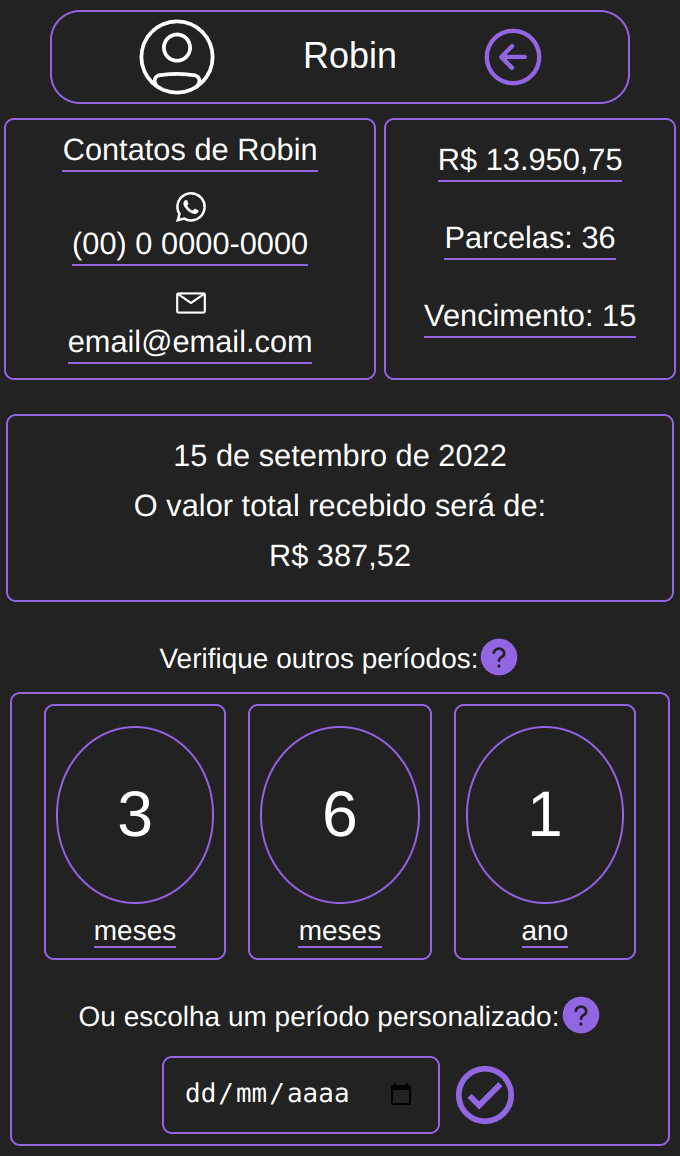 Robin
Contatos de Robin
(00) 0 0000-0000
email@email.com
R$ 13.950,75
Parcelas: 36
Vencimento: 15
15 de setembro de 2022
O valor total recebido será de:
R$ 387,52
Verifique outros períodos: ?
3
meses
6
meses
1
ano
Ou escolha um período personalizado: ?
dd/mm/aaaa